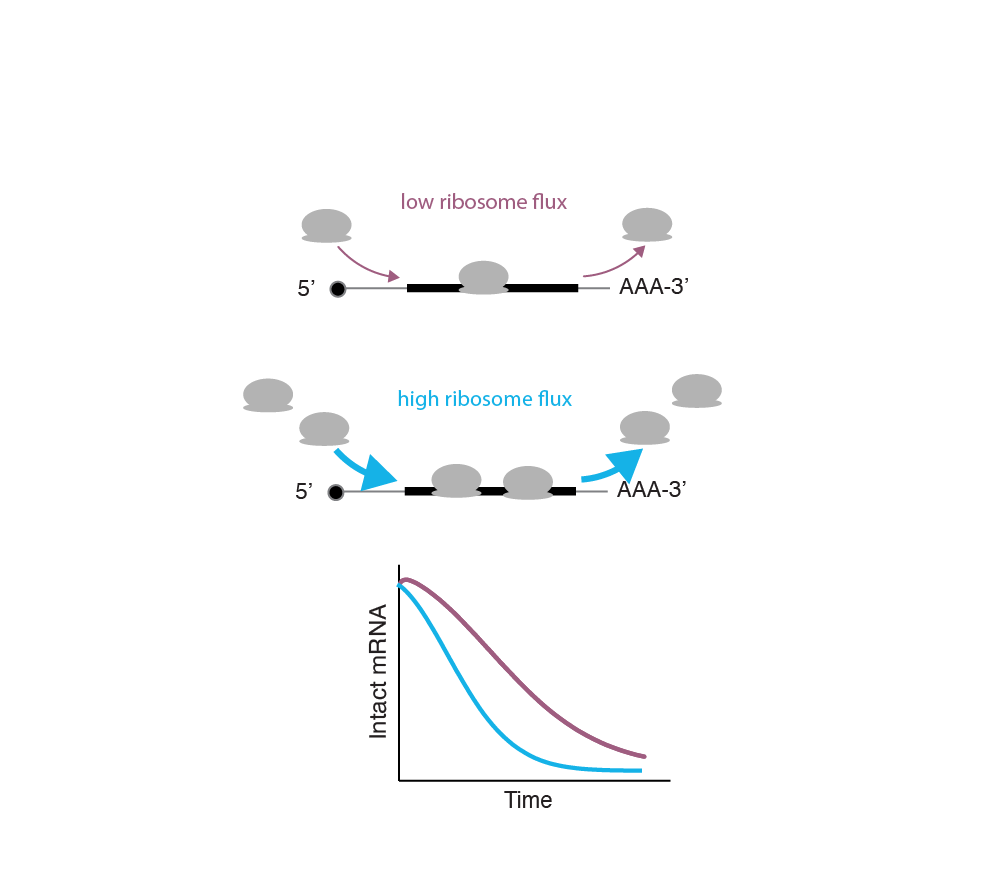 low ribosome flux
5’
AAA-3’
high ribosome flux
5’
AAA-3’
Intact mRNA
Time